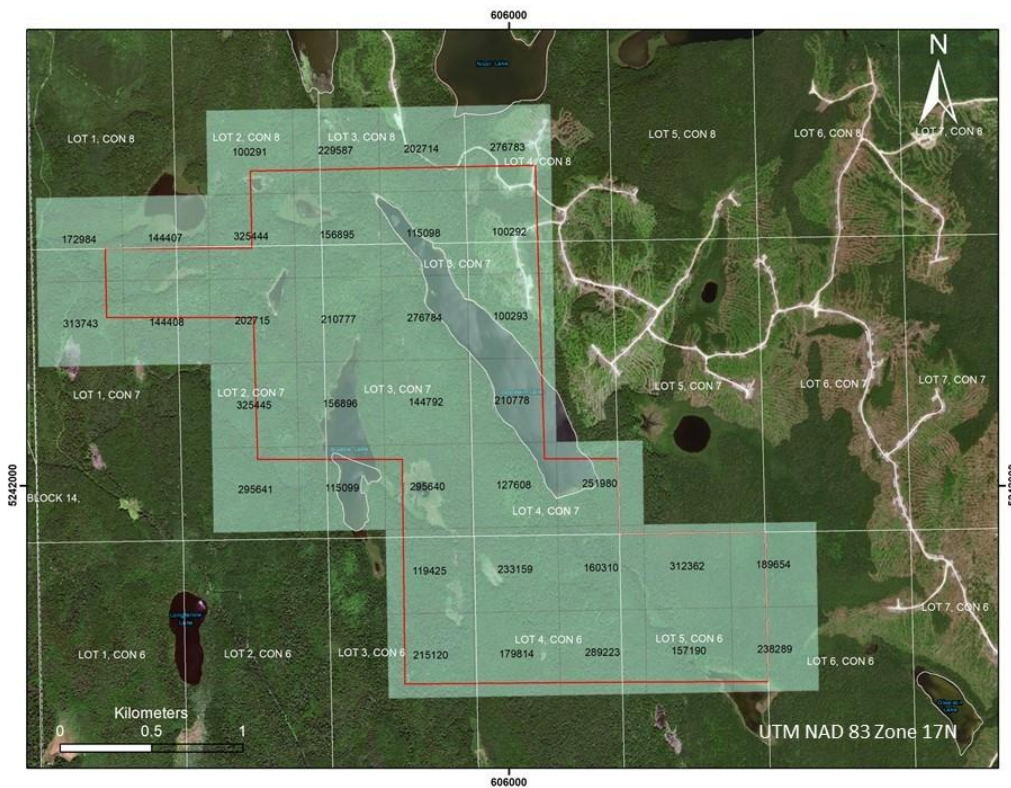 606000
N
Nicol Lake
LOT 1, CON 8
LOT 2, CON 8
LOT 3, CON 8
LOT 5, CON 8
LOT 6, CON 8
LOT 7, CON 8
100291
229587
202714
276783
LOT 4, CON 8
172984
144407
325444
156895
115098
100292
LOT 3, CON 7
313743
144408
202715
210777
276784
100293
LOT 1, CON 7
LOT 2, CON 7
LOT 3, CON 7
LOT 5, CON 7
LOT 6, CON 7
LOT 7, CON 7
325445
156896
144792
210778
5242000
BLOCK 14,
295641
115099
295640
127608
251980
5242000
LOT 4, CON 7
119425
233159
160310
312362
189654
LOT 7, CON 6
Lake
LOT 1, CON 6
LOT 2, CON 6
LOT 3, CON 6
LOT 4, CON 6
LOT 5, CON 6
LOT 6, CON 6
215120
179814
289223
157190
238289
Lake
Kilometers
0
0.5
1
UTM NAD 83 Zone 17N
606000